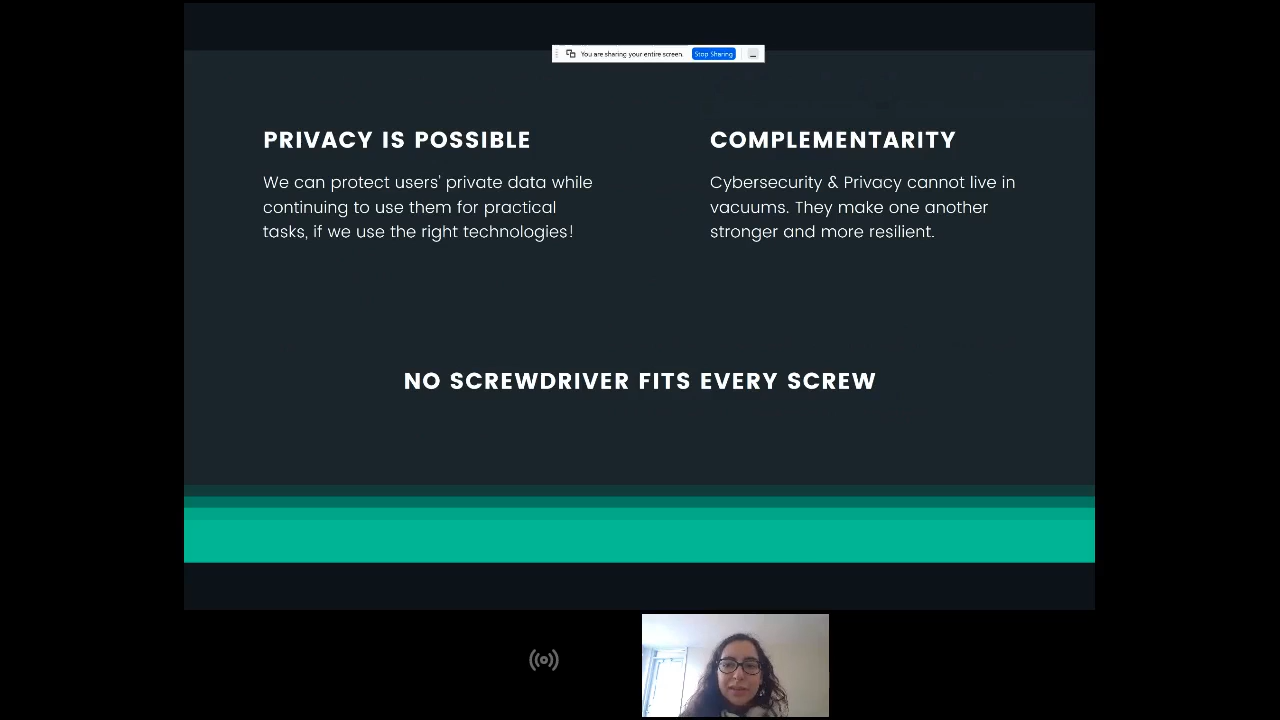 You are sharing your entire screen.
Stop Sharing
PRIVACY IS POSSIBLE
We can protect users' private data while
continuing to use them for practical
tasks, if we use the right technologies!
COMPLEMENTARITY
Cybersecurity & Privacy cannot live in
vacuums. They make one another
stronger and more resilient.
NO SCREWDRIVER FITS EVERY SCREW